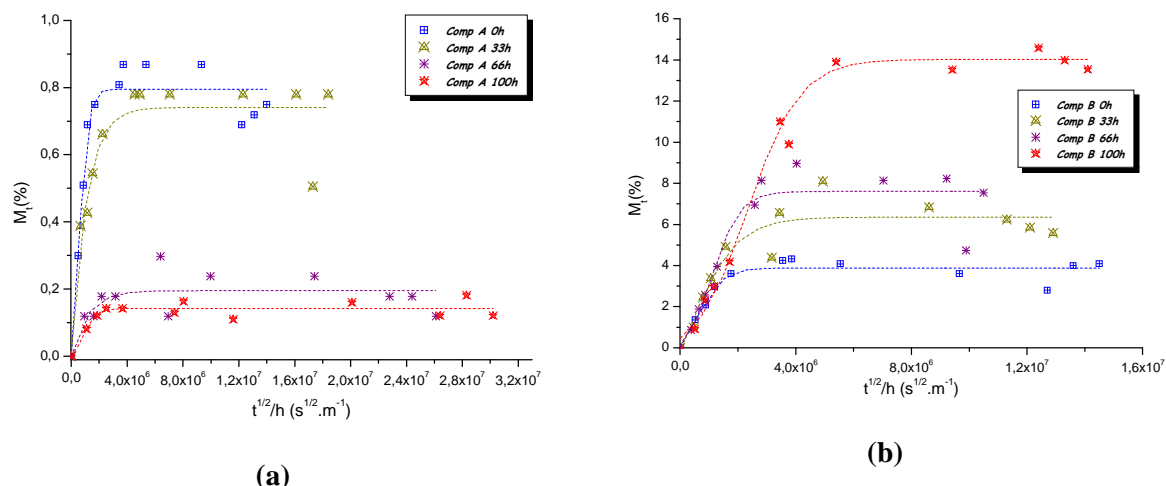 1,0
0,8
0,6
0,4
0,2
0,0
M_t(%)
Comp A 0h
Comp A 33h
Comp A 66h
Comp A 100h
0,0 4,0x10^6 8,0x10^6 1,2x10^7 1,6x10^7 2,0x10^7 2,4x10^7 2,8x10^7 3,2x10^7
t^1/2/h (s^1/2.m^-1)
(a)
16
14
12
10
8
6
4
2
0
M_t(%)
Comp B 0h
Comp B 33h
Comp B 66h
Comp B 100h
0,0 4,0x10^6 8,0x10^6 1,2x10^7 1,6x10^7
t^1/2/h (s^1/2.m^-1)
(b)